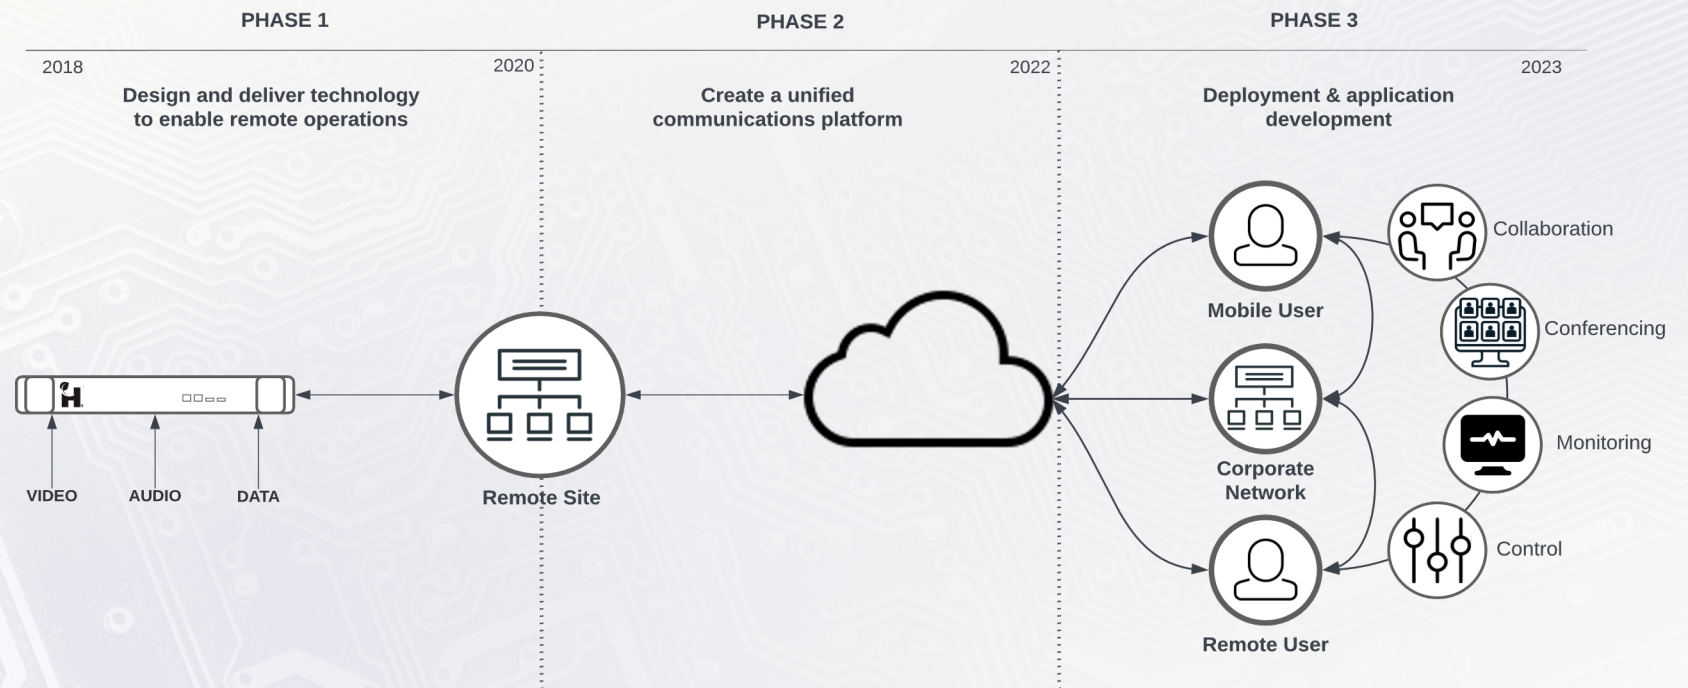 PHASE 1
PHASE 2
PHASE 3
2018
2020
2022
2023
Design and deliver technology
to enable remote operations
Create a unified
communications platform
Deployment & application
development
Collaboration
Mobile User
Conferencing
H
Monitoring
VIDEO
AUDIO
DATA
Remote Site
Corporate
Network
Control
Remote User